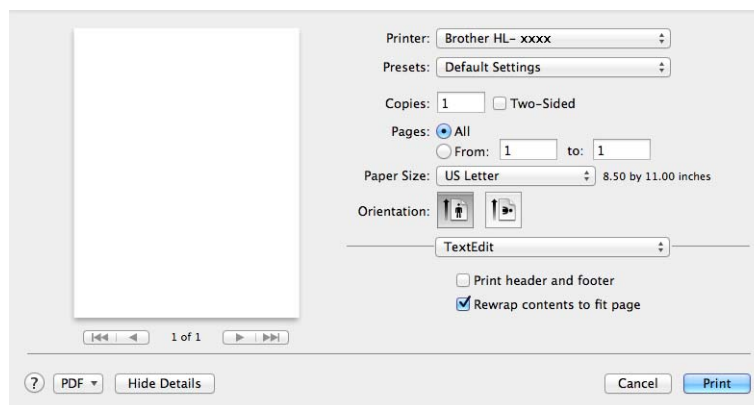 Printer: Brother HL- xxxx
Presets: Default Settings
Copies: 1 Two-Sided
Pages: All
From: 1 to: 1
Paper Size: US Letter 8.50 by 11.00 inches
Orientation:
TextEdit
Print header and footer
Rewrap contents to fit page
1 of 1
? PDF Hide Details Cancel Print